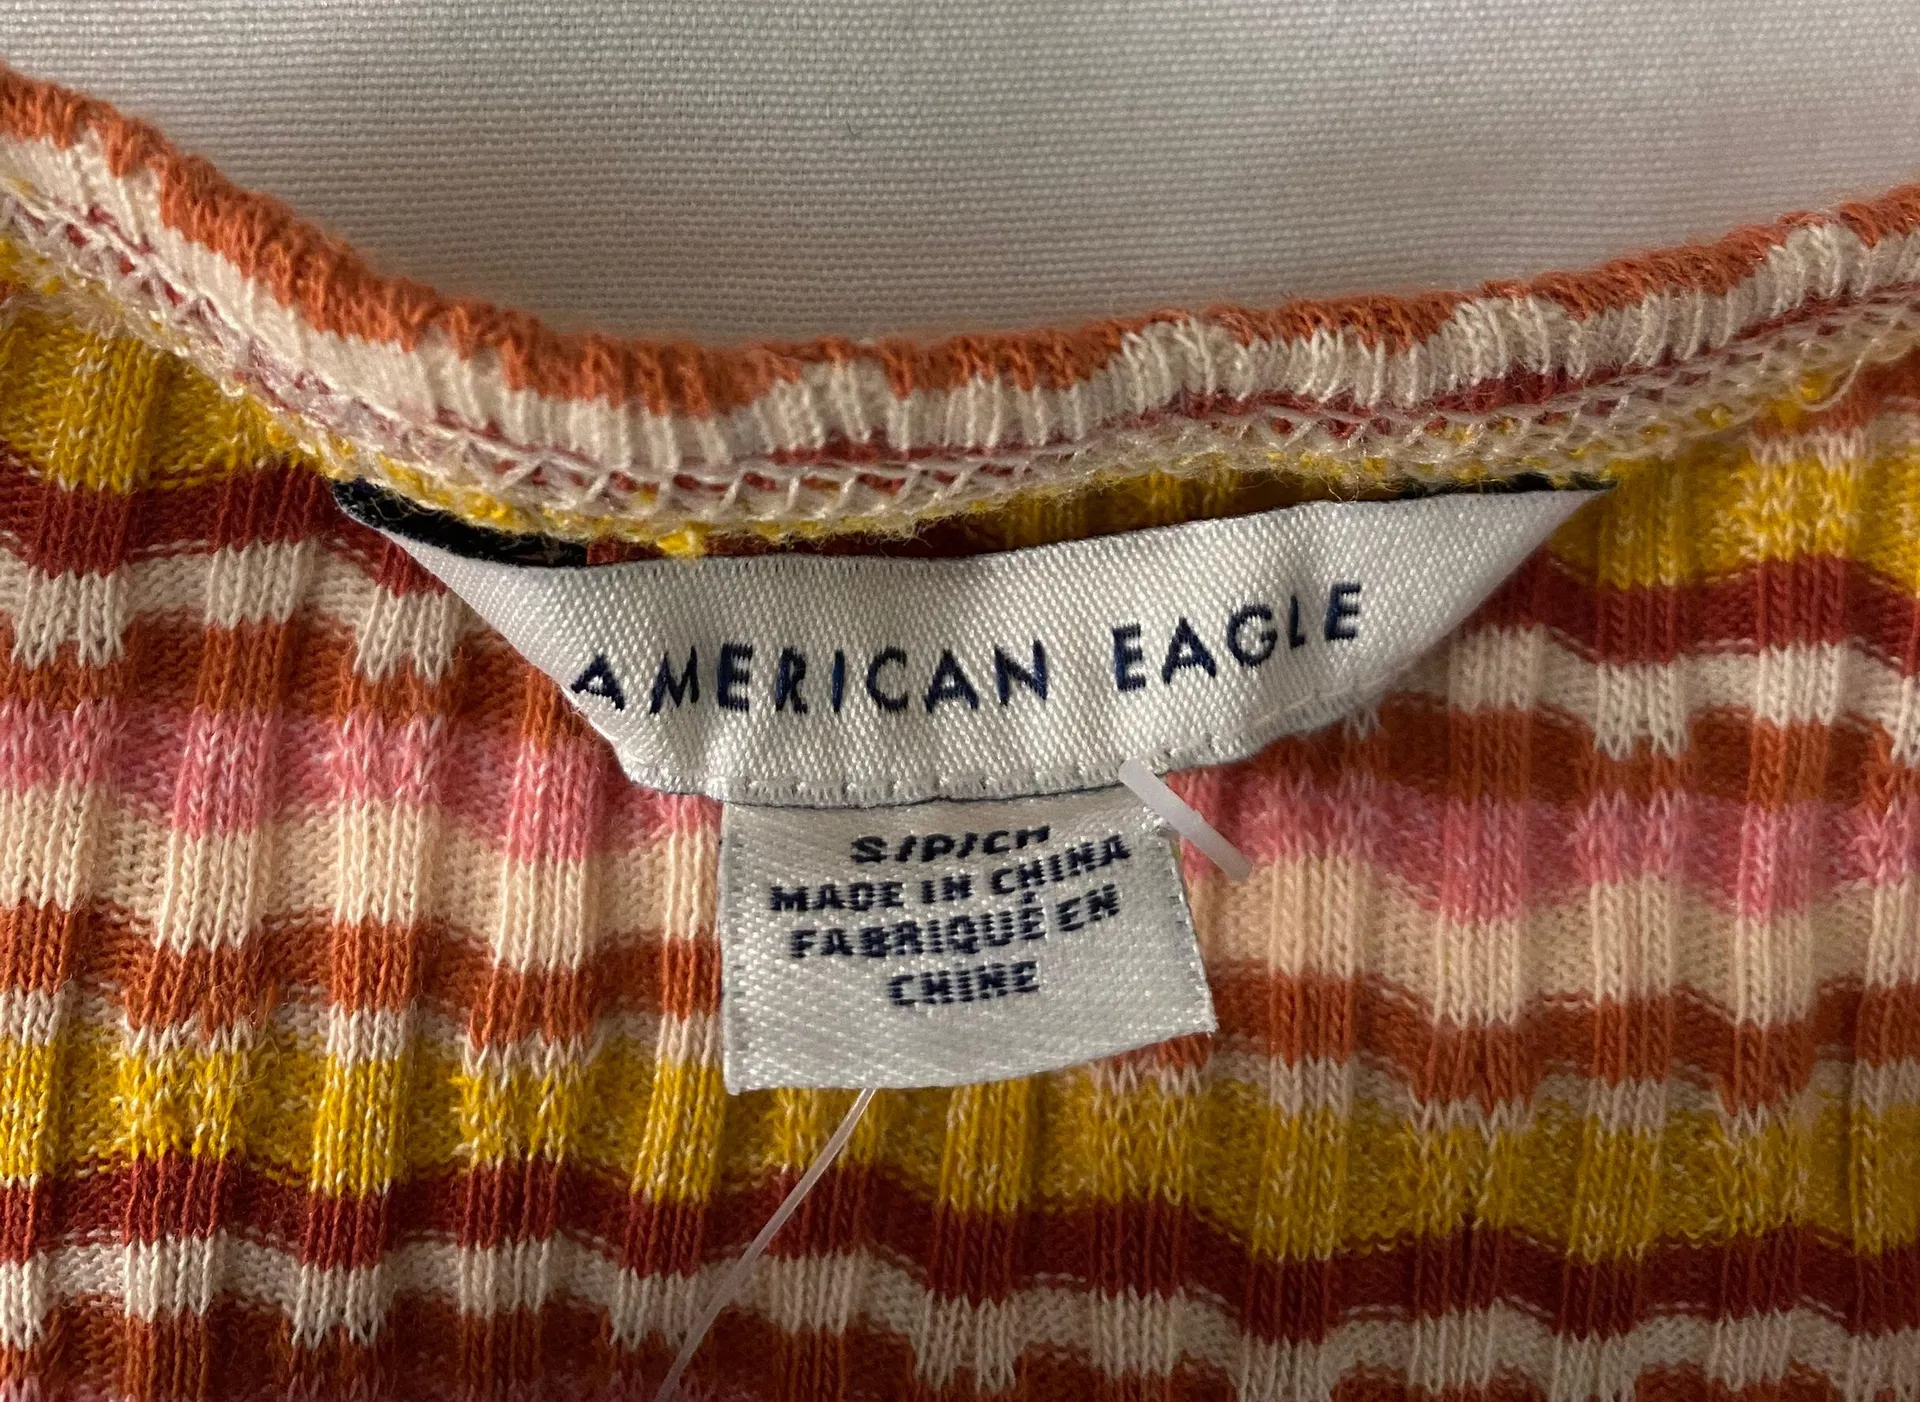 AMERICAN EAGLE
S/P/CH
MADE IN CHINA
FABRIQUÉ EN
CHINE